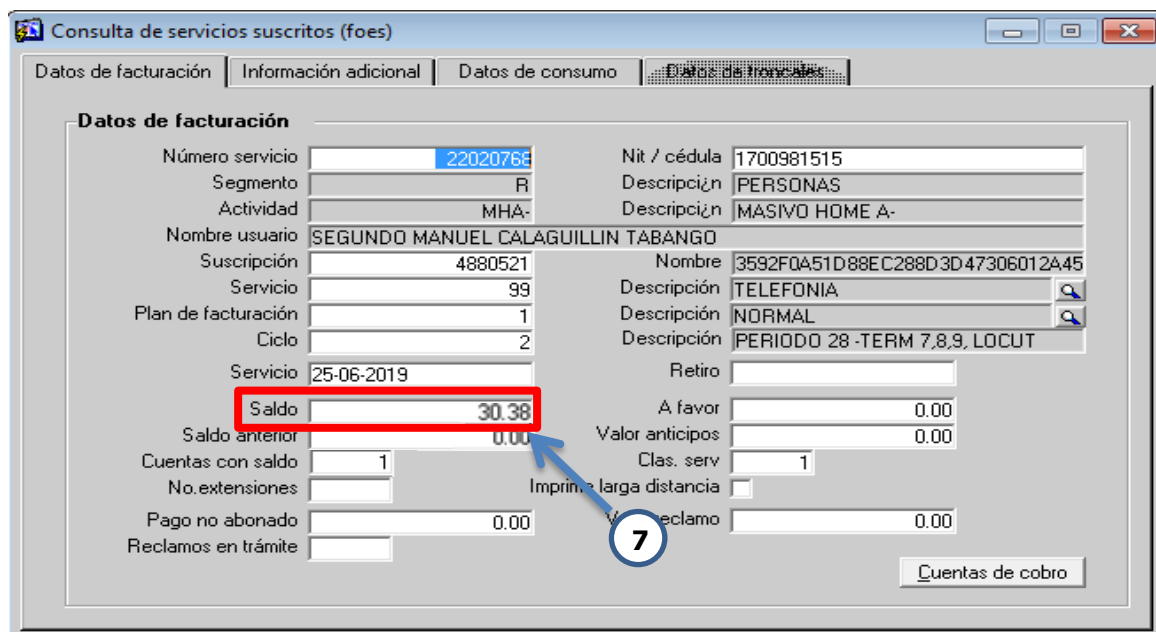 Consulta de servicios suscritos (foes)
Datos de facturación Información adicional Datos de consumo Datos de troncales
Datos de facturación
Número servicio 22020768 Nit / cédula 1700981515
Segmento R Descripci¿n PERSONAS
Actividad MHA- Descripci¿n MASIVO HOME A-
Nombre usuario SEGUNDO MANUEL CALAGUILLIN TABANGO
Suscripción 4880521 Nombre 3592F0A51D88EC288D3D47306012A45
Servicio 99 Descripción TELEFONIA
Plan de facturación 1 Descripción NORMAL
Ciclo 2 Descripción PERIODO 28 -TERM 7,8,9, LOCUT
Servicio 25-06-2019 Retiro
Saldo 30.38 A favor 0.00
Saldo anterior 0.00 Valor anticipos 0.00
Cuentas con saldo 1 Clas. serv 1
No.extensiones Imprime larga distancia
Pago no abonado 0.00 reclamo 0.00
7
Reclamos en trámite
Cuentas de cobro